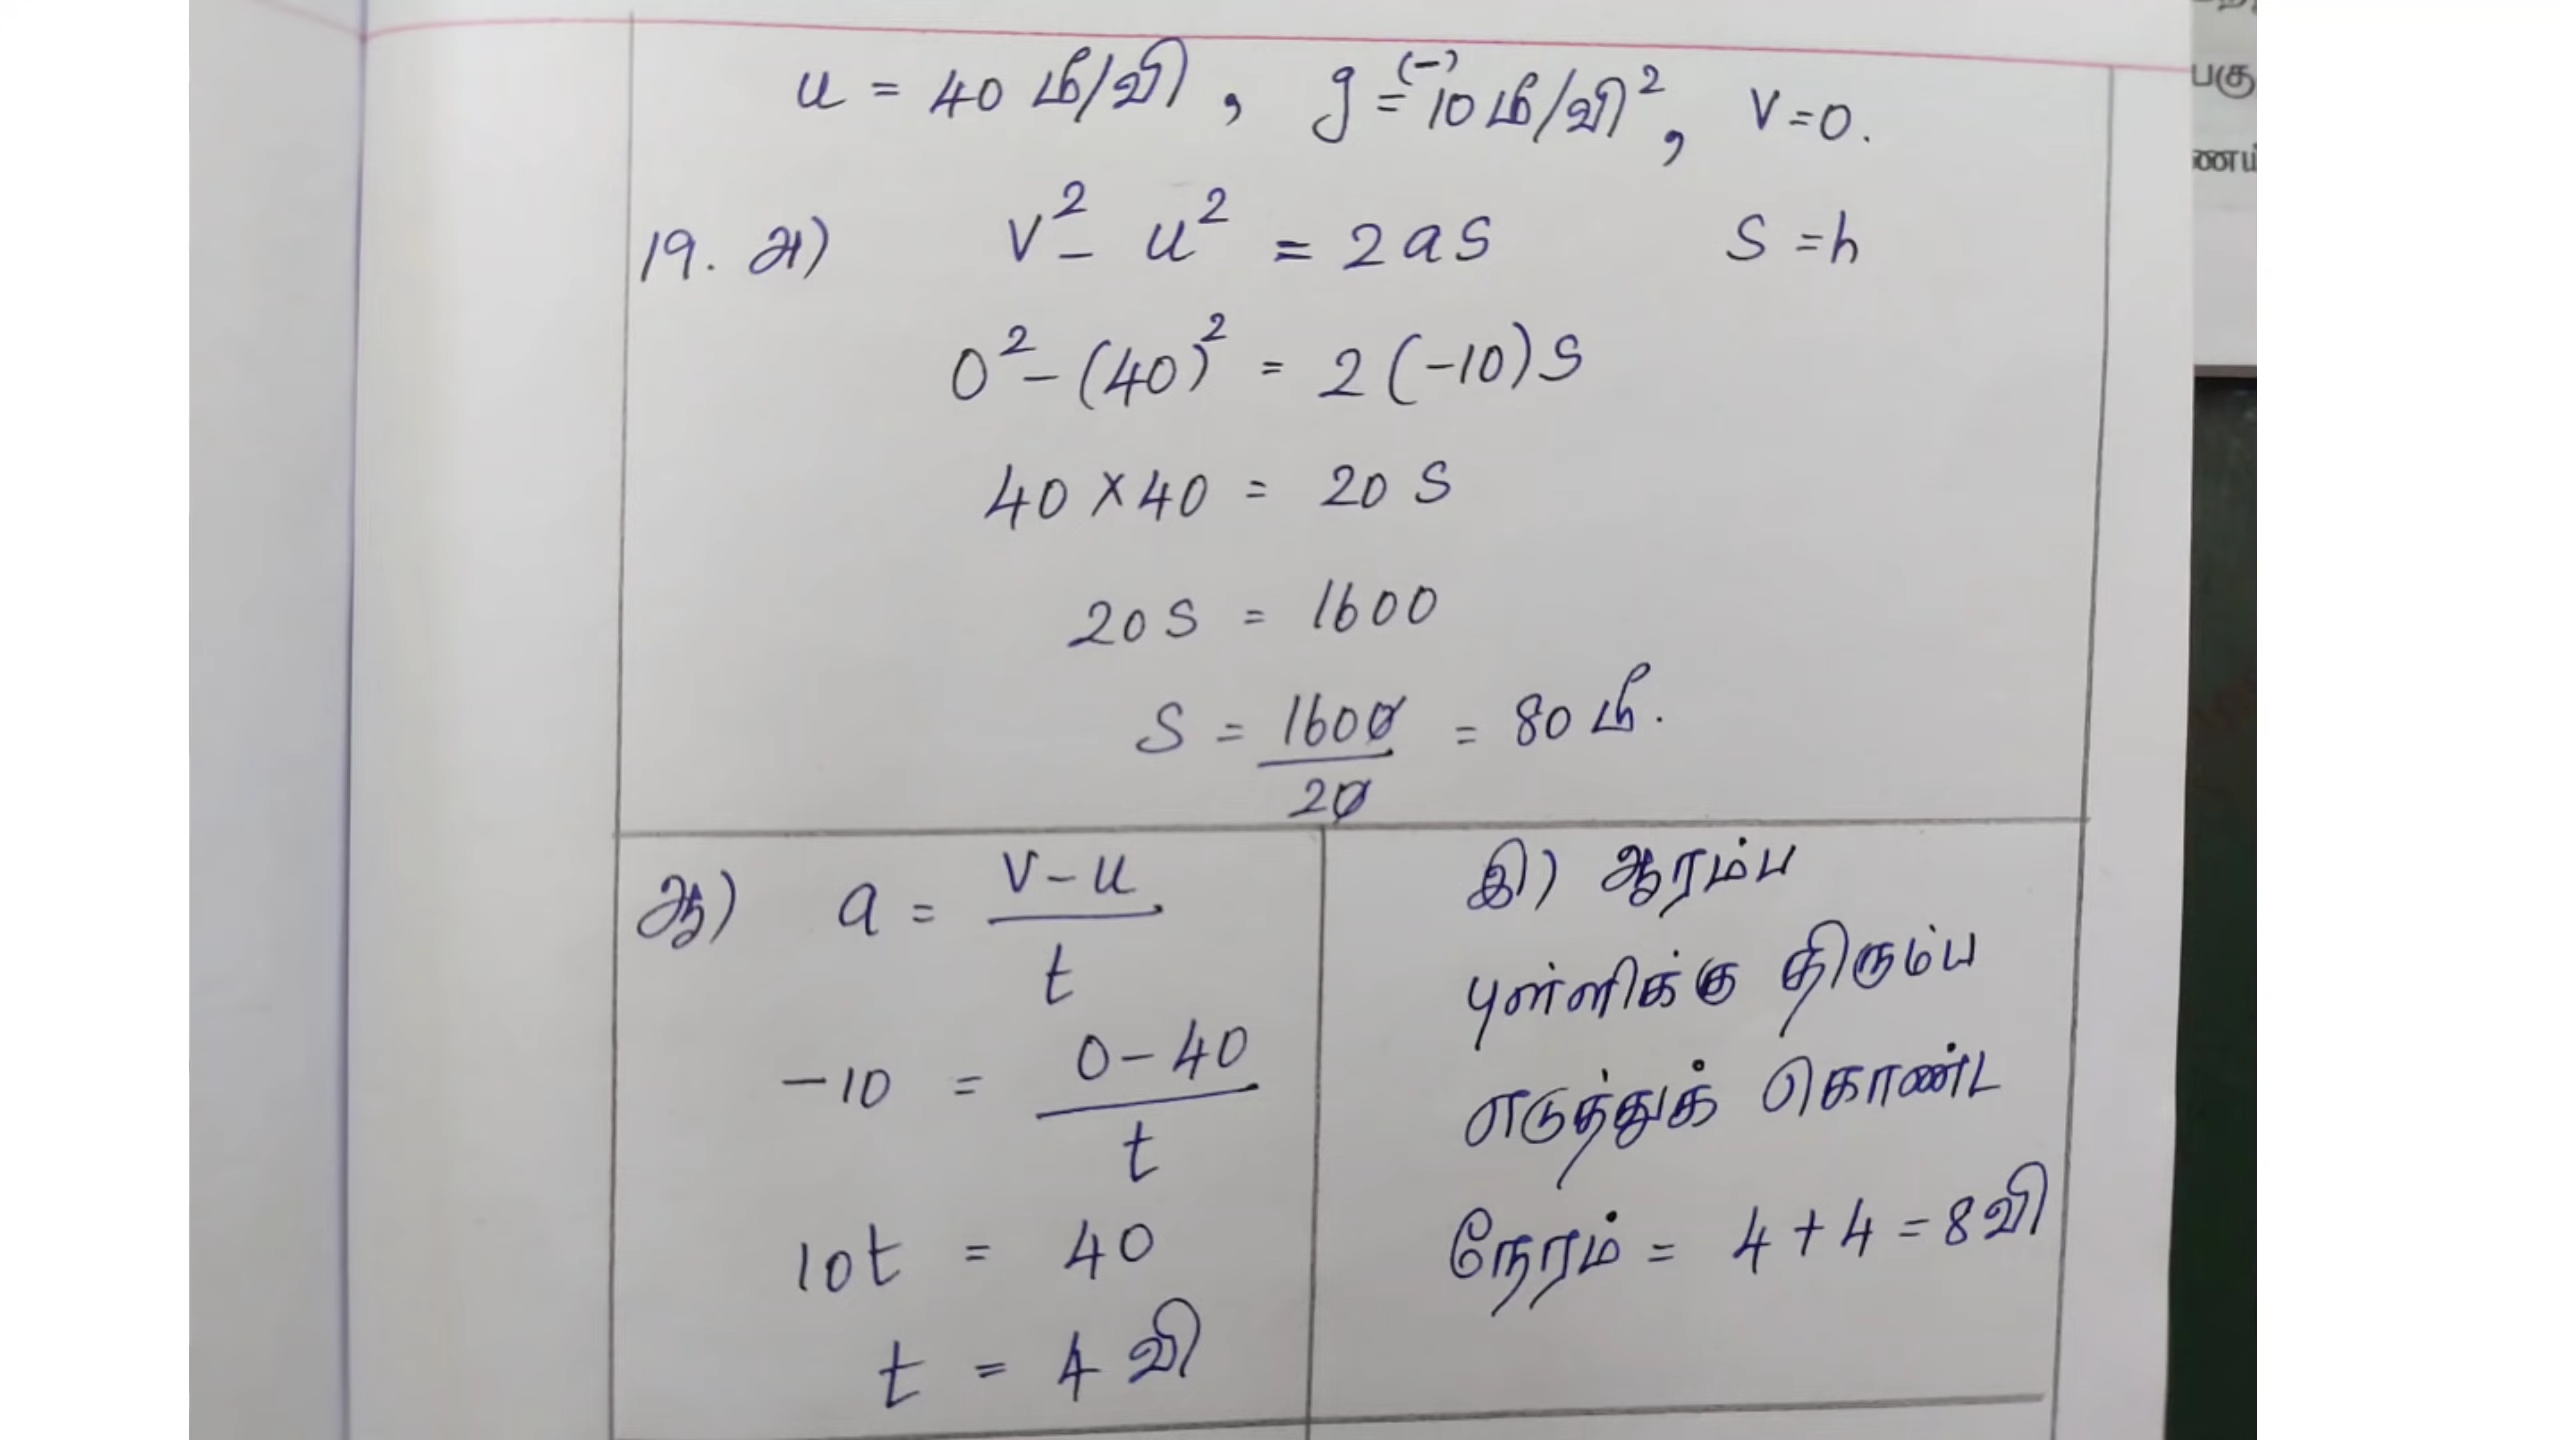 u = 40 மீ/வி, g = (-) 10 மீ/வி², v = 0.
19. அ) v² - u² = 2as s = h
0² - (40)² = 2(-10)s
40 × 40 = 20 s
20 s = 1600
s = 1600/20 = 80 மீ.
ஆ) a = v - u / t
-10 = 0 - 40 / t
10t = 40
t = 4 வி
இ) ஆரம்ப
புள்ளிக்கு திரும்ப
எடுத்துக் கொண்ட
நேரம் = 4 + 4 = 8 வி
பகு